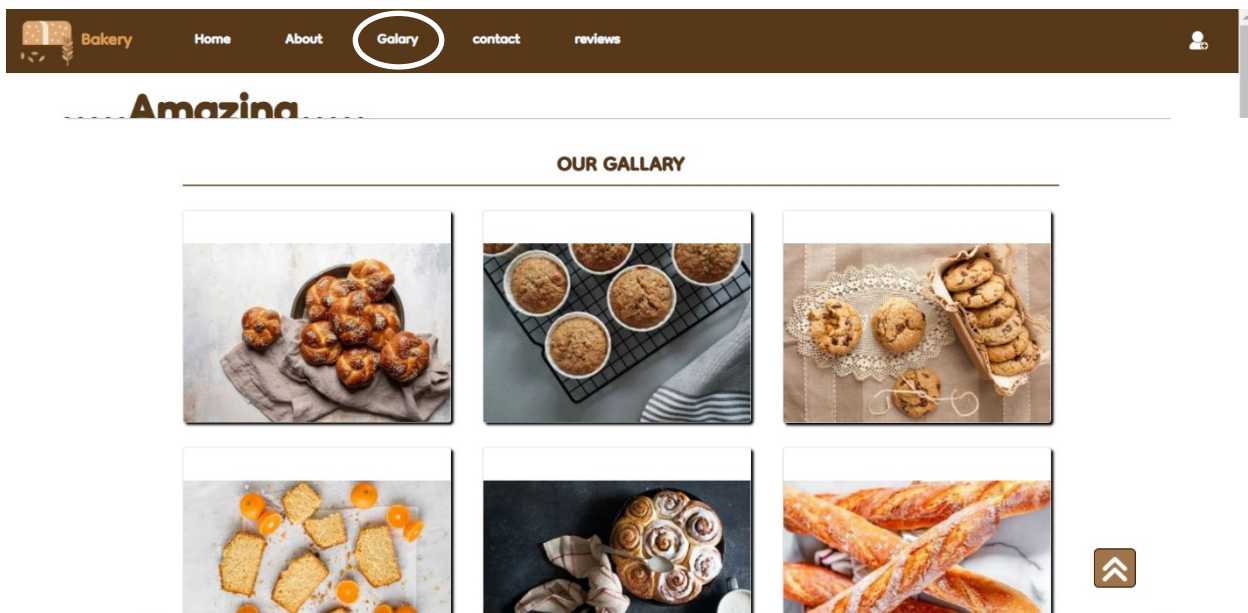 Bakery Home About Galary contact reviews
.....Amazing.....
OUR GALLARY